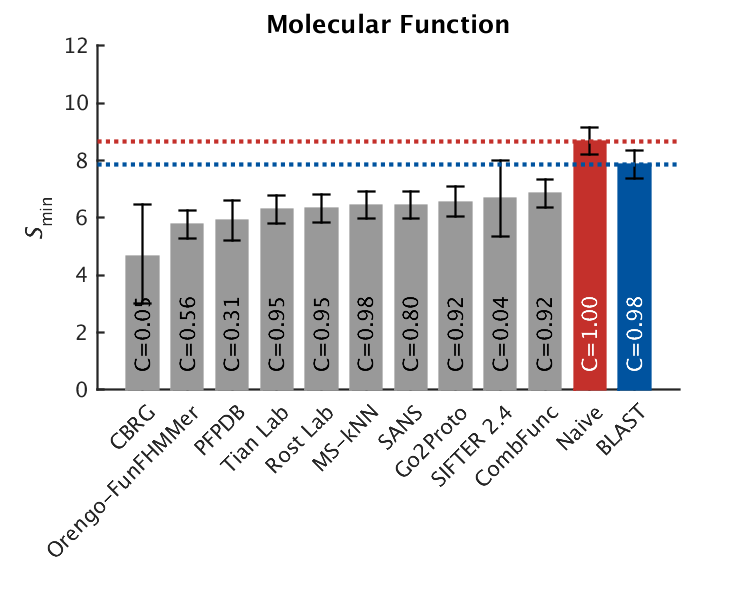 Molecular Function
12
10
8
6
4
2
0
Smin
C=0.05
C=0.56
C=0.31
C=0.95
C=0.95
C=0.98
C=0.80
C=0.92
C=0.04
C=0.92
C=1.00
C=0.98
CBRG
Orengo-FunFHMMer
PFPDB
Tian Lab
Rost Lab
MS-kNN
SANS
Go2Proto
SIFTER 2.4
CombFunc
Naive
BLAST